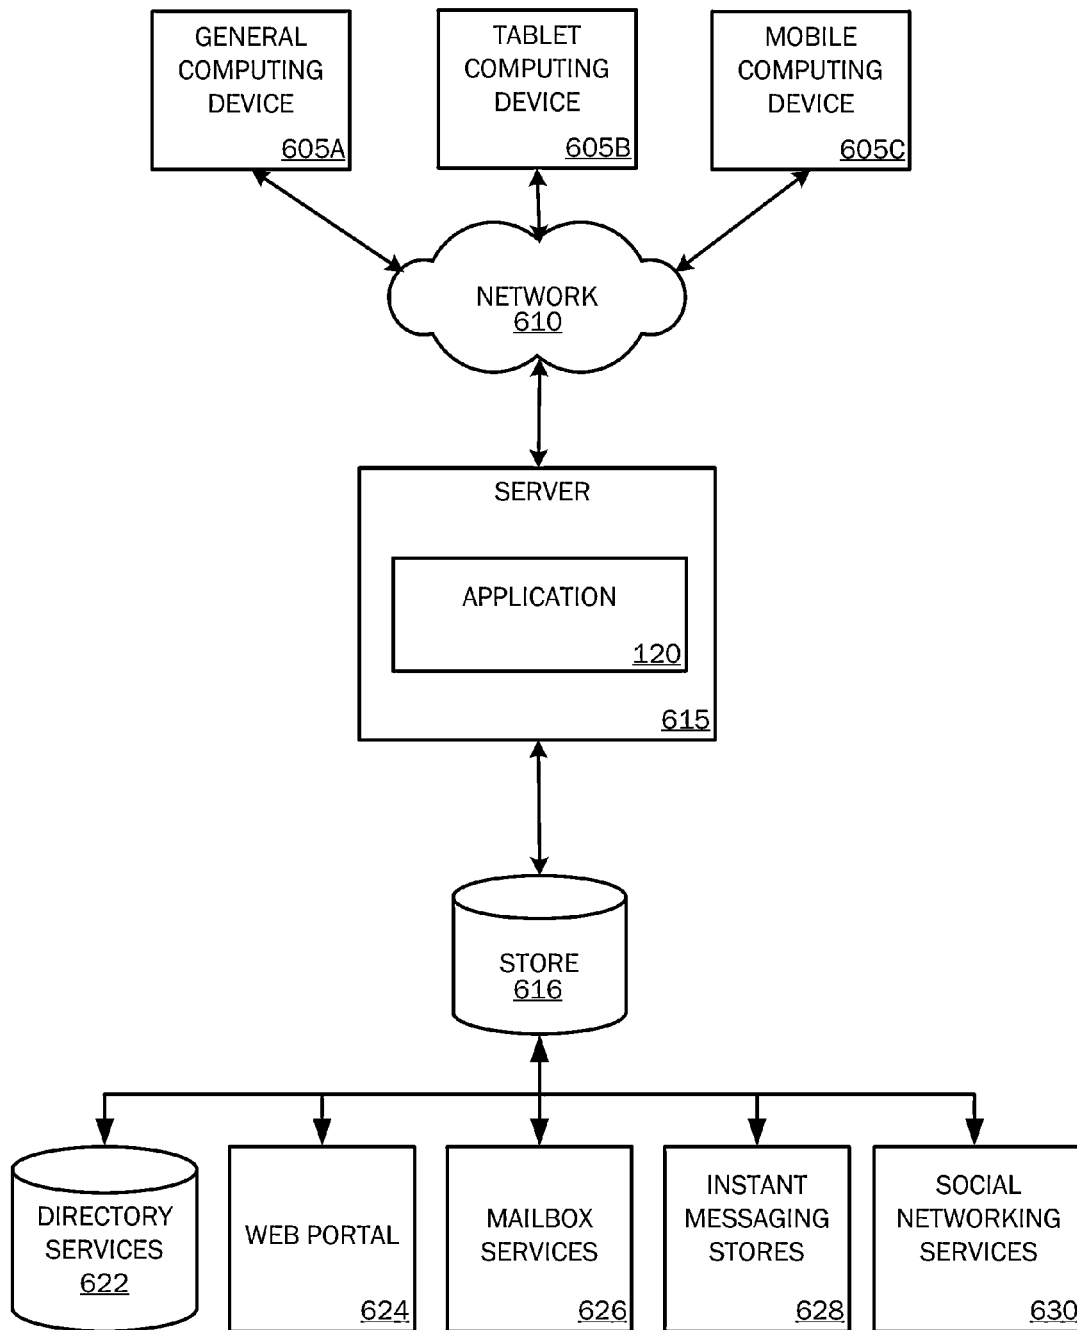 GENERAL
COMPUTING
DEVICE
605A
TABLET
COMPUTING
DEVICE
605B
MOBILE
COMPUTING
DEVICE
605C
NETWORK
610
SERVER
APPLICATION
120
615
STORE
616
DIRECTORY
SERVICES
622
WEB PORTAL
624
MAILBOX
SERVICES
626
INSTANT
MESSAGING
STORES
628
SOCIAL
NETWORKING
SERVICES
630